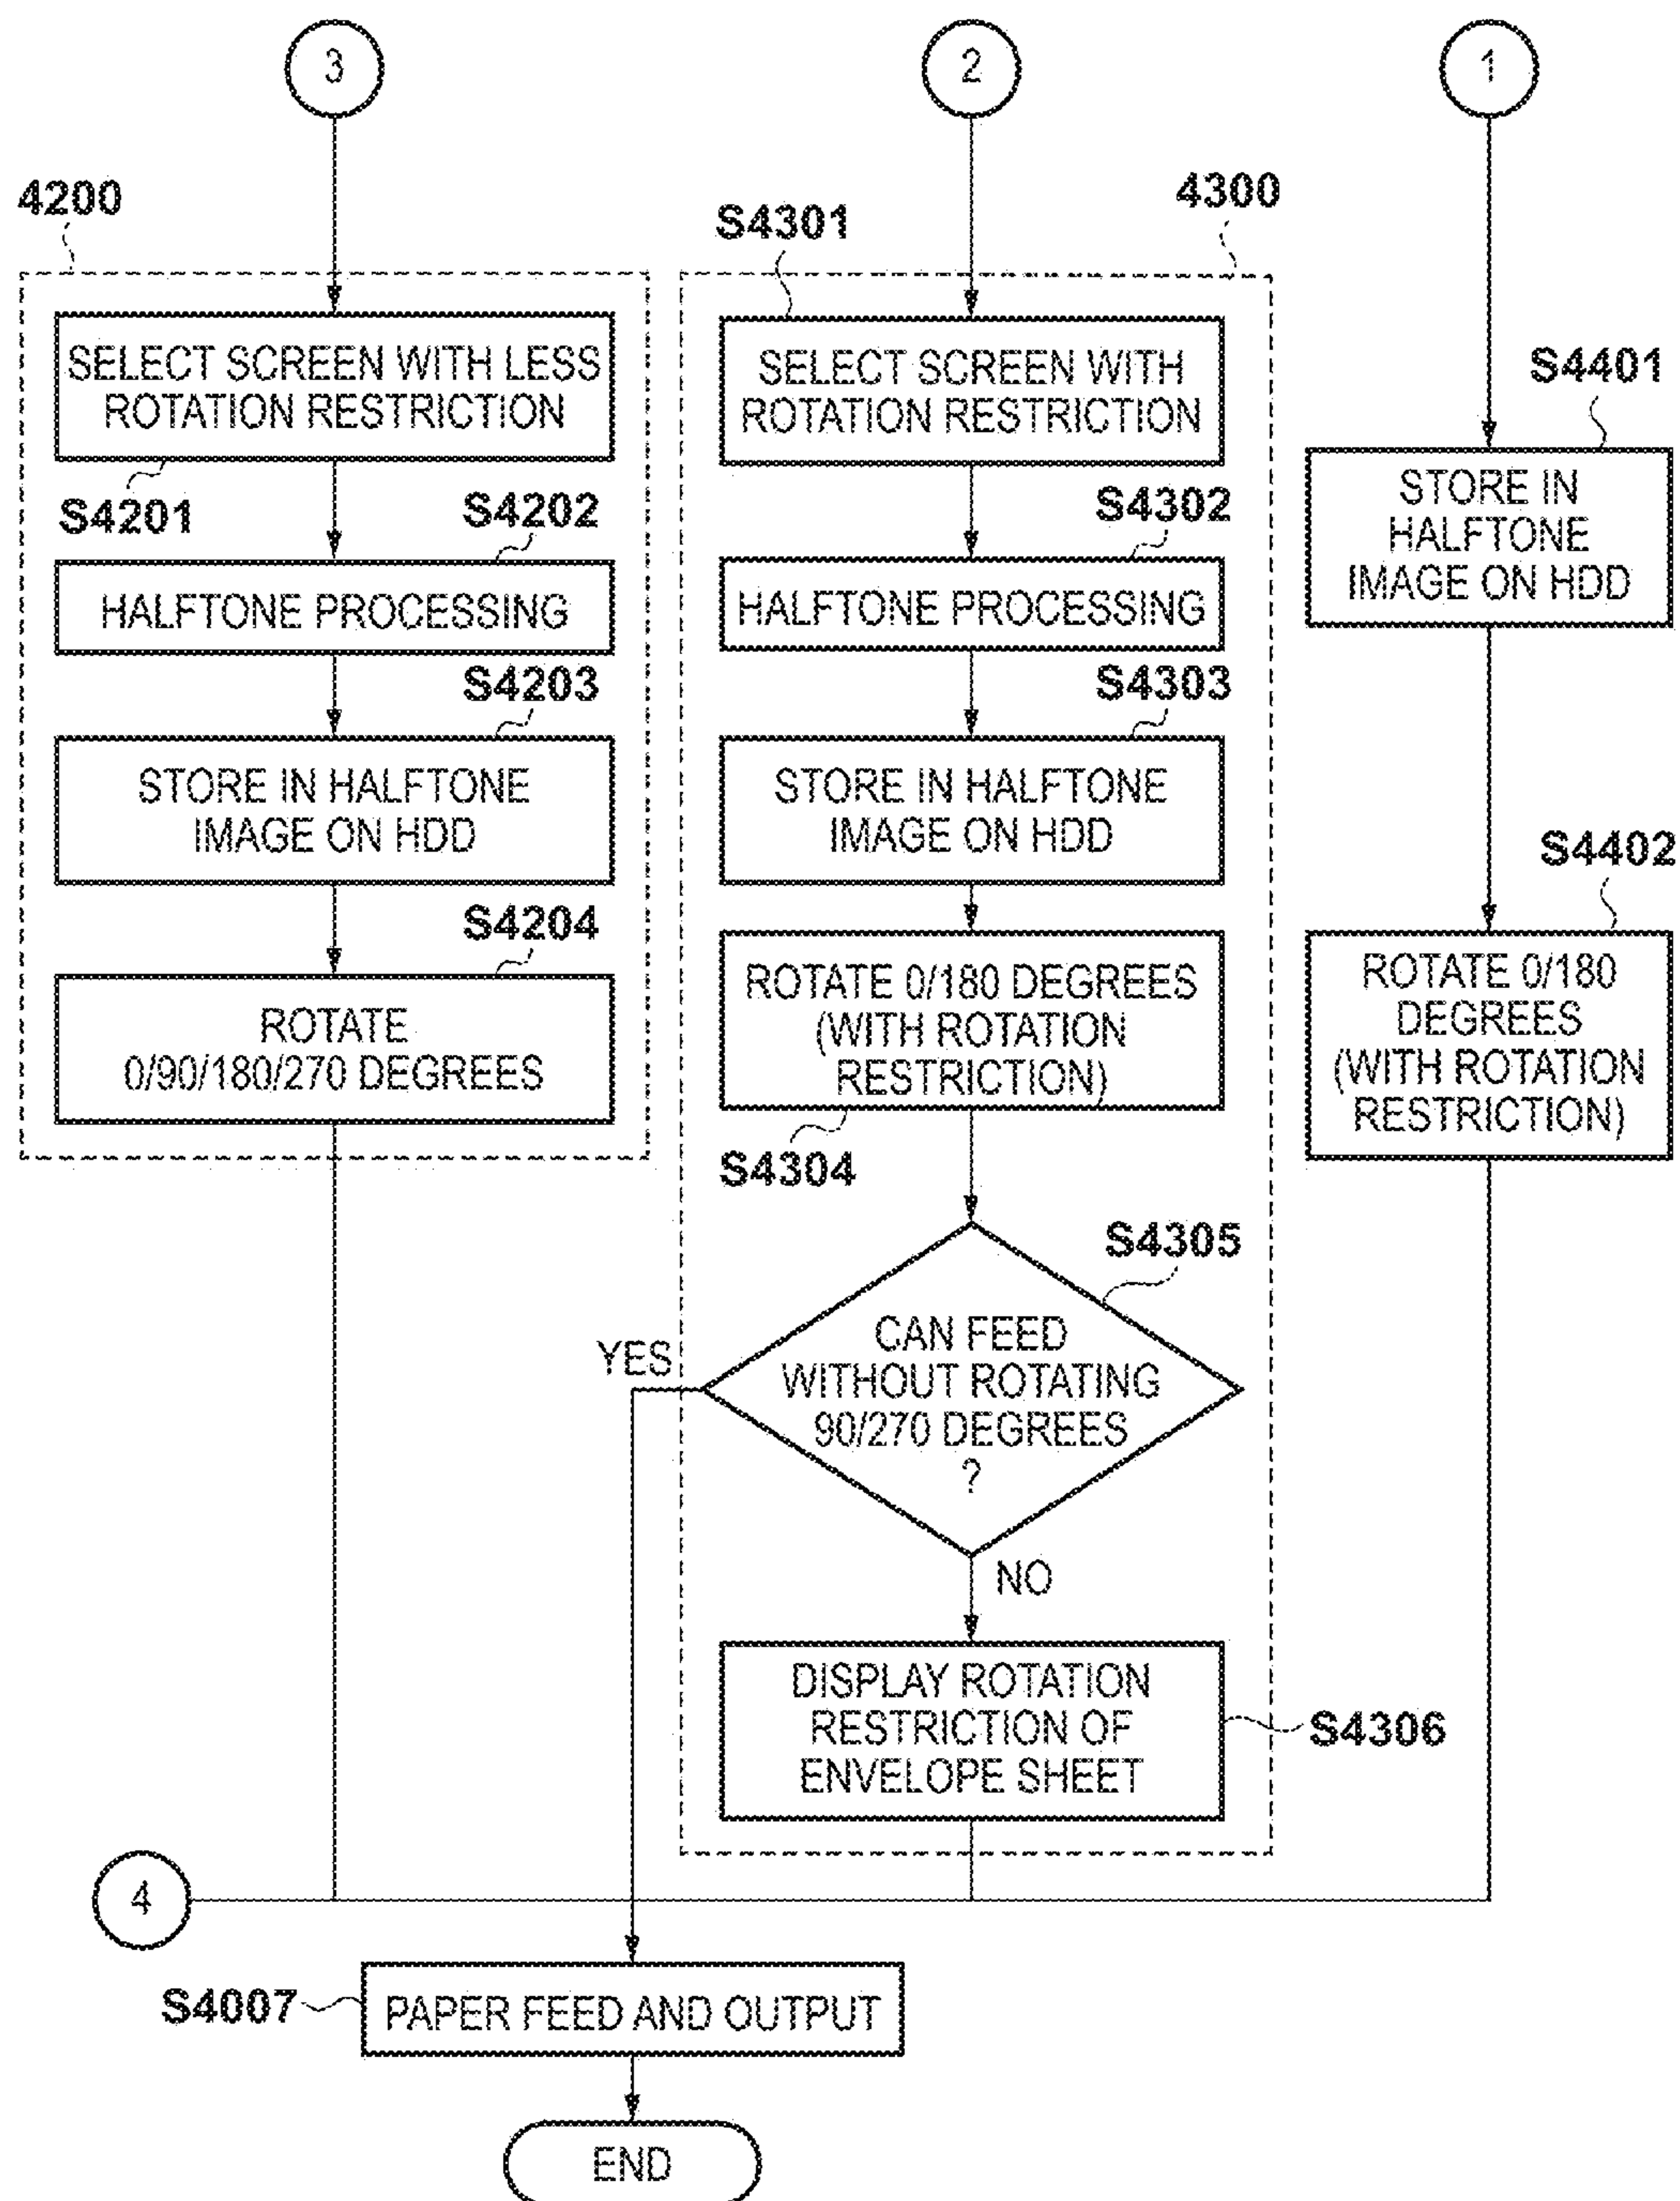 3
2
1
4200
4300
S4301
SELECT SCREEN WITH LESS
ROTATION RESTRICTION
S4201
SELECT SCREEN WITH
ROTATION RESTRICTION
S4401
STORE IN
HALFTONE
IMAGE ON HDD
S4202
HALFTONE PROCESSING
S4302
HALFTONE PROCESSING
S4203
STORE IN HALFTONE
IMAGE ON HDD
S4303
STORE IN HALFTONE
IMAGE ON HDD
S4402
ROTATE 0/180
DEGREES
(WITH ROTATION
RESTRICTION)
S4204
ROTATE
0/90/180/270 DEGREES
ROTATE 0/180 DEGREES
(WITH ROTATION
RESTRICTION)
S4304
S4305
CAN FEED
WITHOUT ROTATING
90/270 DEGREES
?
YES
NO
DISPLAY ROTATION
RESTRICTION OF
ENVELOPE SHEET
S4306
4
S4007
PAPER FEED AND OUTPUT
END